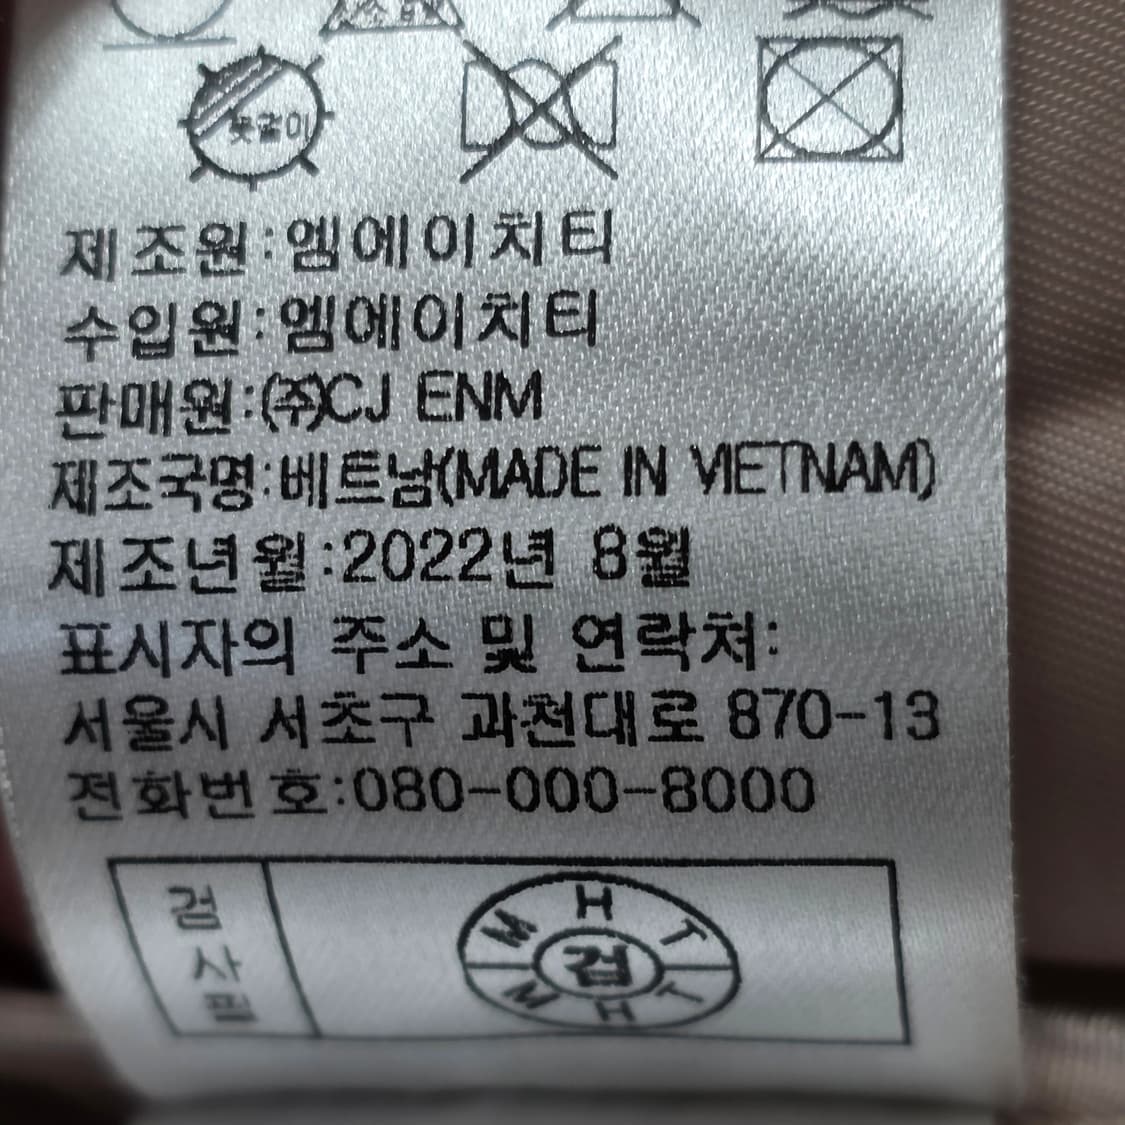 옷걸이
제조원:엠에이치티
수입원:엠에이치티
판매원:(주)CJ ENM
제조국명:베트남(MADE IN VIETNAM)
제조년월:2022년 8월
표시자의 주소 및 연락처:
서울시 서초구 과천대로 870-13
전화번호:080-000-8000
검사필
M H T
검
M H T